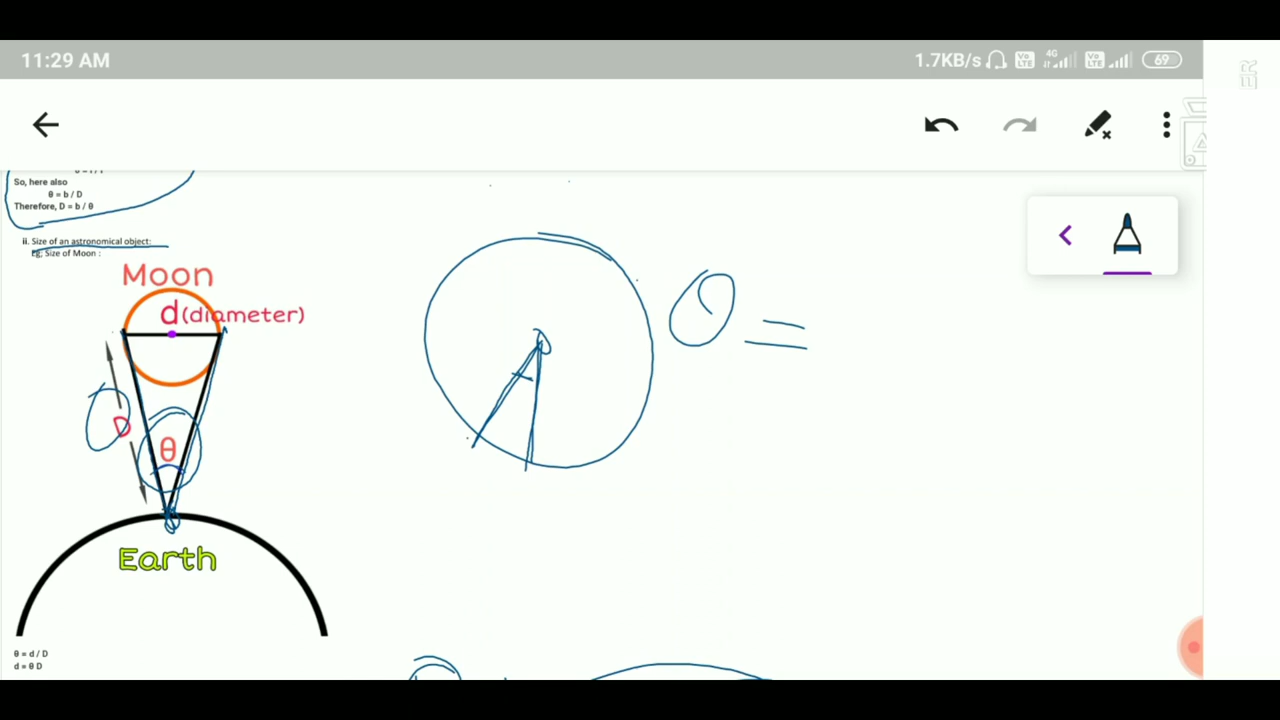 11:29 AM 1.7KB/s 4G 69
So, here also
θ = b / D
Therefore, D = b / θ
ii. Size of an astronomical object:
Eg; Size of Moon :
Moon
d (diameter)
θ =
D
θ
Earth
θ = d / D
d = θ D